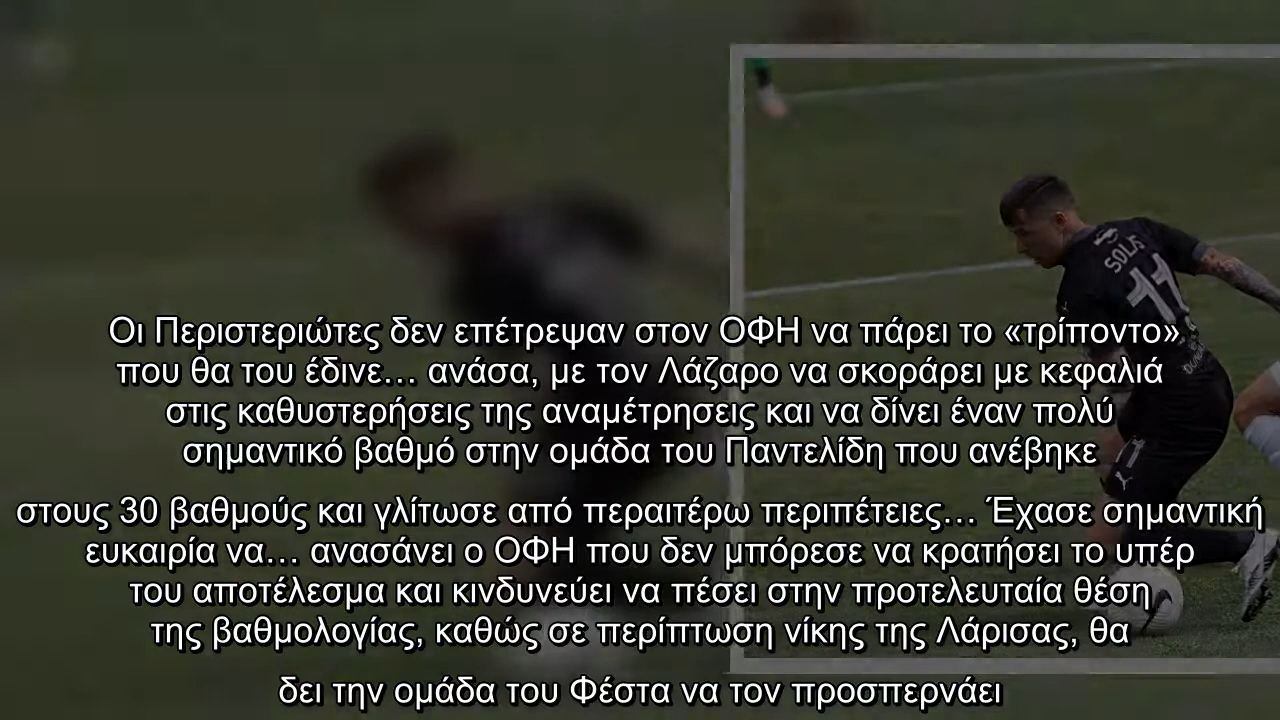 SOLIS
11
11
Οι Περιστεριώτες δεν επέτρεψαν στον ΟΦΗ να πάρει το «τρίποντο»
που θα του έδινε… ανάσα, με τον Λάζαρο να σκοράρει με κεφαλιά
στις καθυστερήσεις της αναμέτρησεις και να δίνει έναν πολύ
σημαντικό βαθμό στην ομάδα του Παντελίδη που ανέβηκε
στους 30 βαθμούς και γλίτωσε από περαιτέρω περιπέτειες… Έχασε σημαντική
ευκαιρία να… ανασάνει ο ΟΦΗ που δεν μπόρεσε να κρατήσει το υπέρ
του αποτέλεσμα και κινδυνεύει να πέσει στην προτελευταία θέση
της βαθμολογίας, καθώς σε περίπτωση νίκης της Λάρισας, θα
δει την ομάδα του Φέστα να τον προσπερνάει